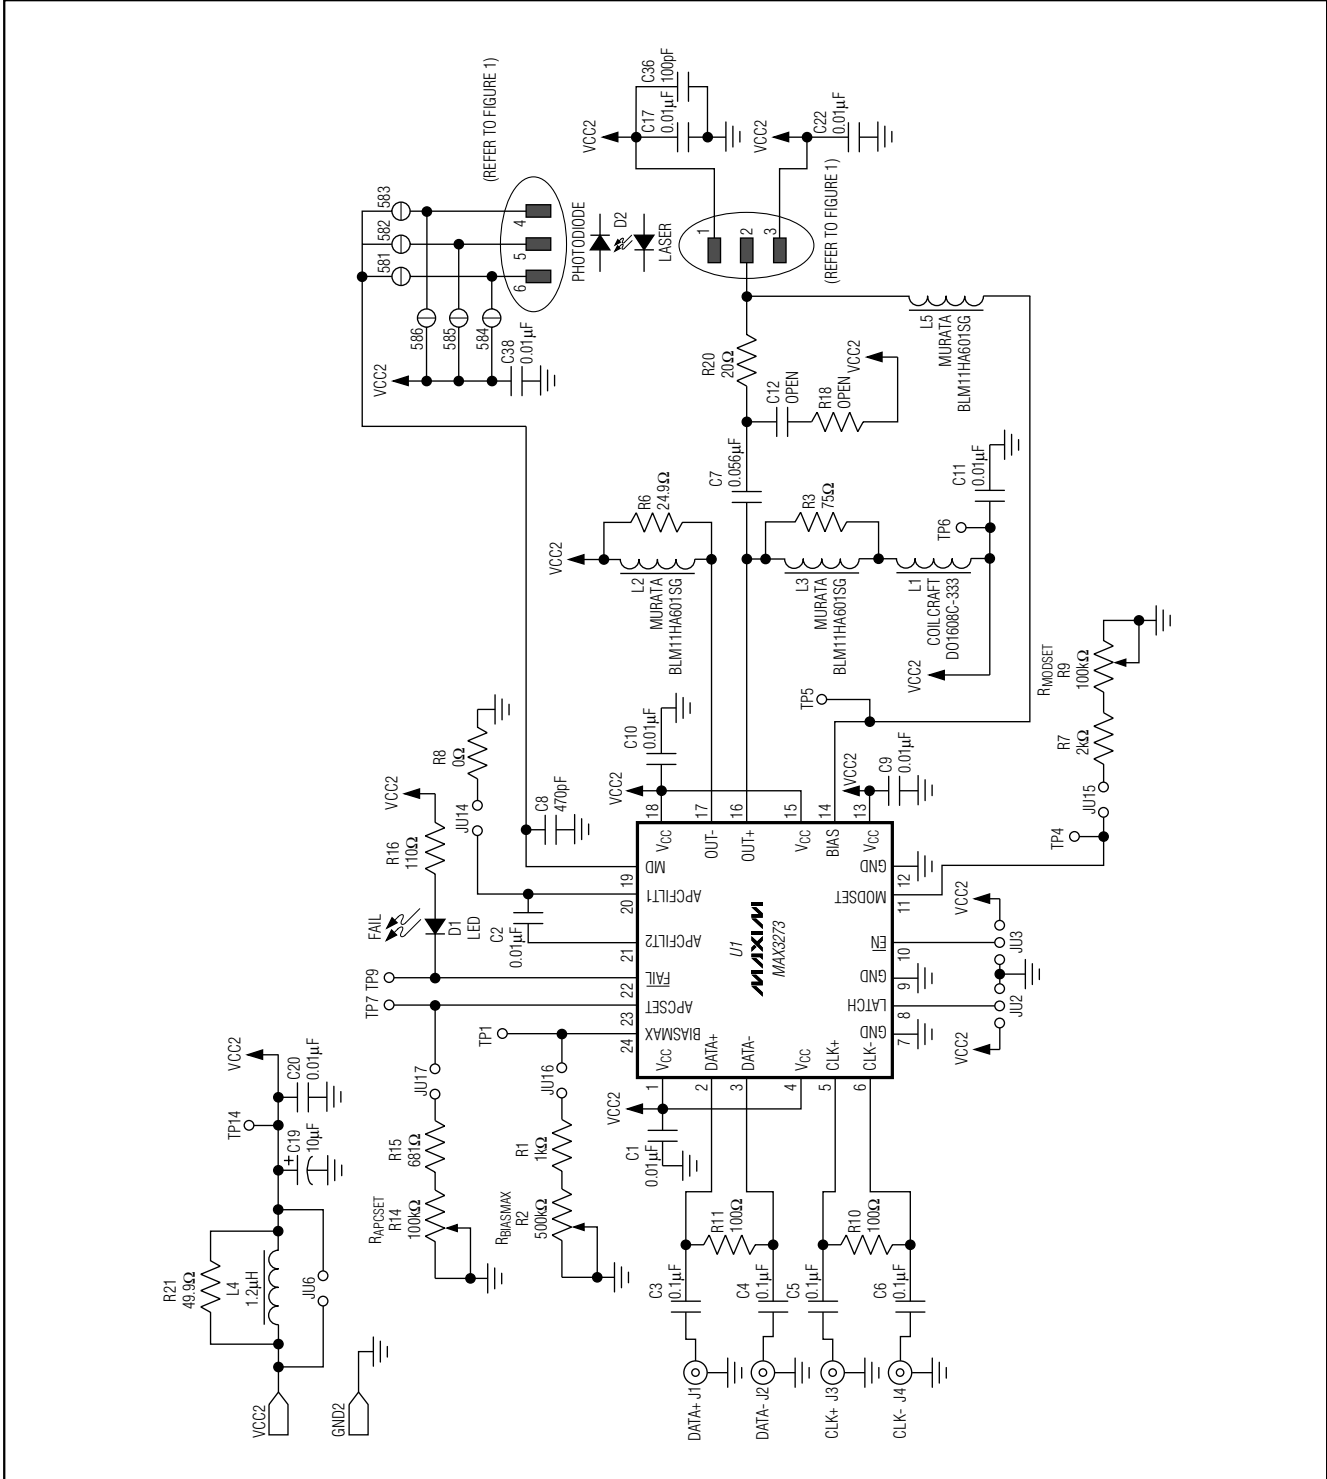 VCC2
GND2
R21
49.9Ω
L4
1.2µH
JU6
C19
10µF
+
TP14
C20
0.01µF
VCC2
RAPCSET
R14
100kΩ
R15
681Ω
JU17
TP7
TP9
FAIL
D1
LED
R16
110Ω
VCC2
RBIASMAX
R2
500kΩ
R1
1kΩ
JU16
TP1
C2
0.01µF
JU14
R8
0Ω
C8
470pF
VCC2
C38
0.01µF
586
585
584
581
582
583
(REFER TO FIGURE 1)
6
5
4
PHOTODIODE
D2
LASER
VCC2
C17
0.01µF
C36
100pF
1
2
3
VCC2
C22
0.01µF
(REFER TO FIGURE 1)
DATA+ J1
DATA- J2
CLK+ J3
CLK- J4
C3
0.1µF
C4
0.1µF
C5
0.1µF
C6
0.1µF
R11
100Ω
R10
100Ω
VCC2
C1
0.01µF
U1
MAXIM
MAX3273
1
VCC
2
DATA+
3
DATA-
4
VCC
5
CLK+
6
CLK-
7
GND
8
LATCH
9
GND
10
EN
11
MODSET
12
GND
13
VCC
14
BIAS
15
VCC
16
OUT+
17
OUT-
18
VCC
19
MD
20
APCFILT1
21
APCFILT2
22
FAIL
23
APCSET
24
BIASMAX
VCC2
C10
0.01µF
VCC2
L2
MURATA
BLM11HA601SG
R6
24.9Ω
C7
0.056µF
R20
20Ω
C12
OPEN
R18
OPEN
VCC2
L3
MURATA
BLM11HA601SG
R3
75Ω
L1
COILCRAFT
D01608C-333
VCC2
TP6
C11
0.01µF
L5
MURATA
BLM11HA601SG
TP5
VCC2
C9
0.01µF
VCC2
JU2
JU3
VCC2
TP4
JU15
R7
2kΩ
RMODSET
R9
100kΩ